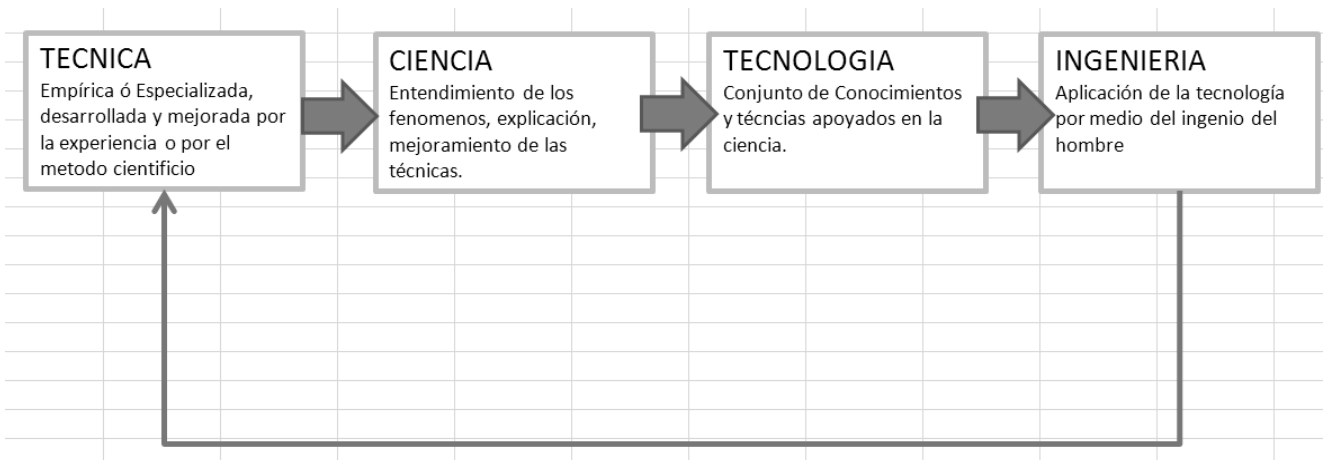 TECNICA
Empírica ó Especializada,
desarrollada y mejorada por
la experiencia o por el
metodo cientificio
CIENCIA
Entendimiento de los
fenomenos, explicación,
mejoramiento de las
técnicas.
TECNOLOGIA
Conjunto de Conocimientos
y técncias apoyados en la
ciencia.
INGENIERIA
Aplicación de la tecnología
por medio del ingenio del
hombre